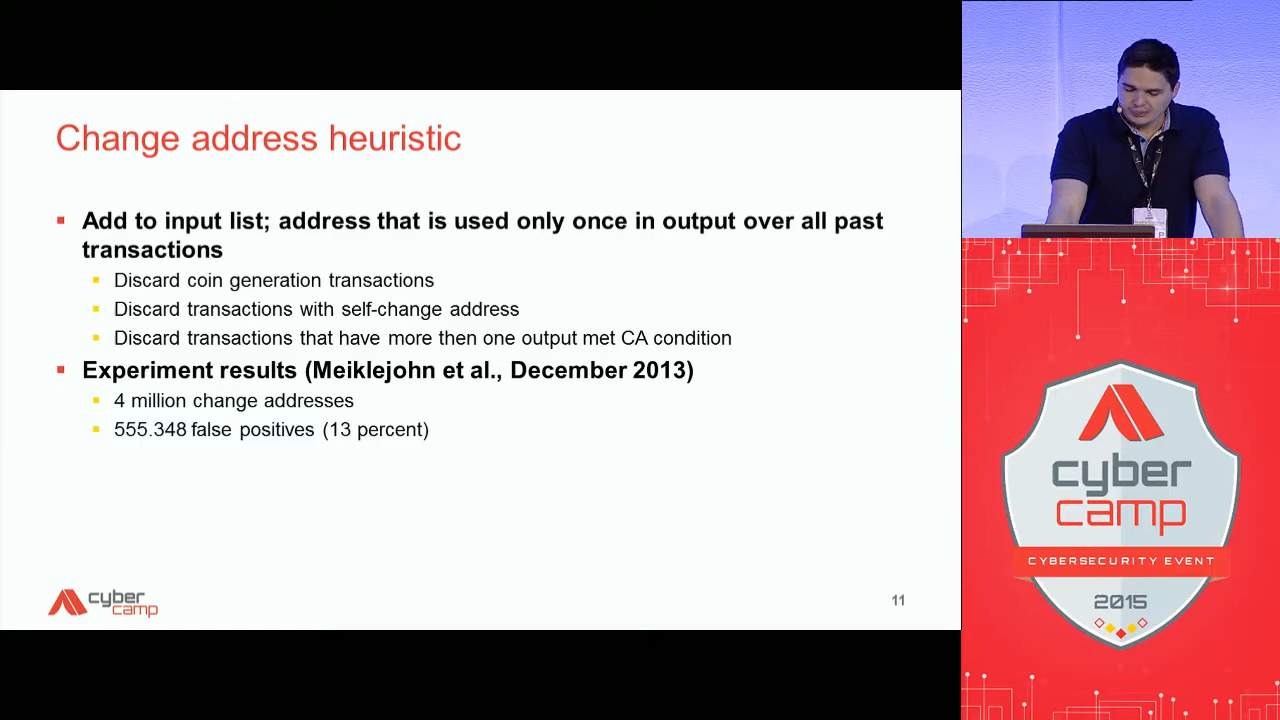 Change address heuristic
Add to input list; address that is used only once in output over all past
transactions
Discard coin generation transactions
Discard transactions with self-change address
Discard transactions that have more then one output met CA condition
Experiment results (Meiklejohn et al., December 2013)
4 million change addresses
555.348 false positives (13 percent)
cyber
camp
11
cyber
camp
CYBERSECURITY EVENT
2015